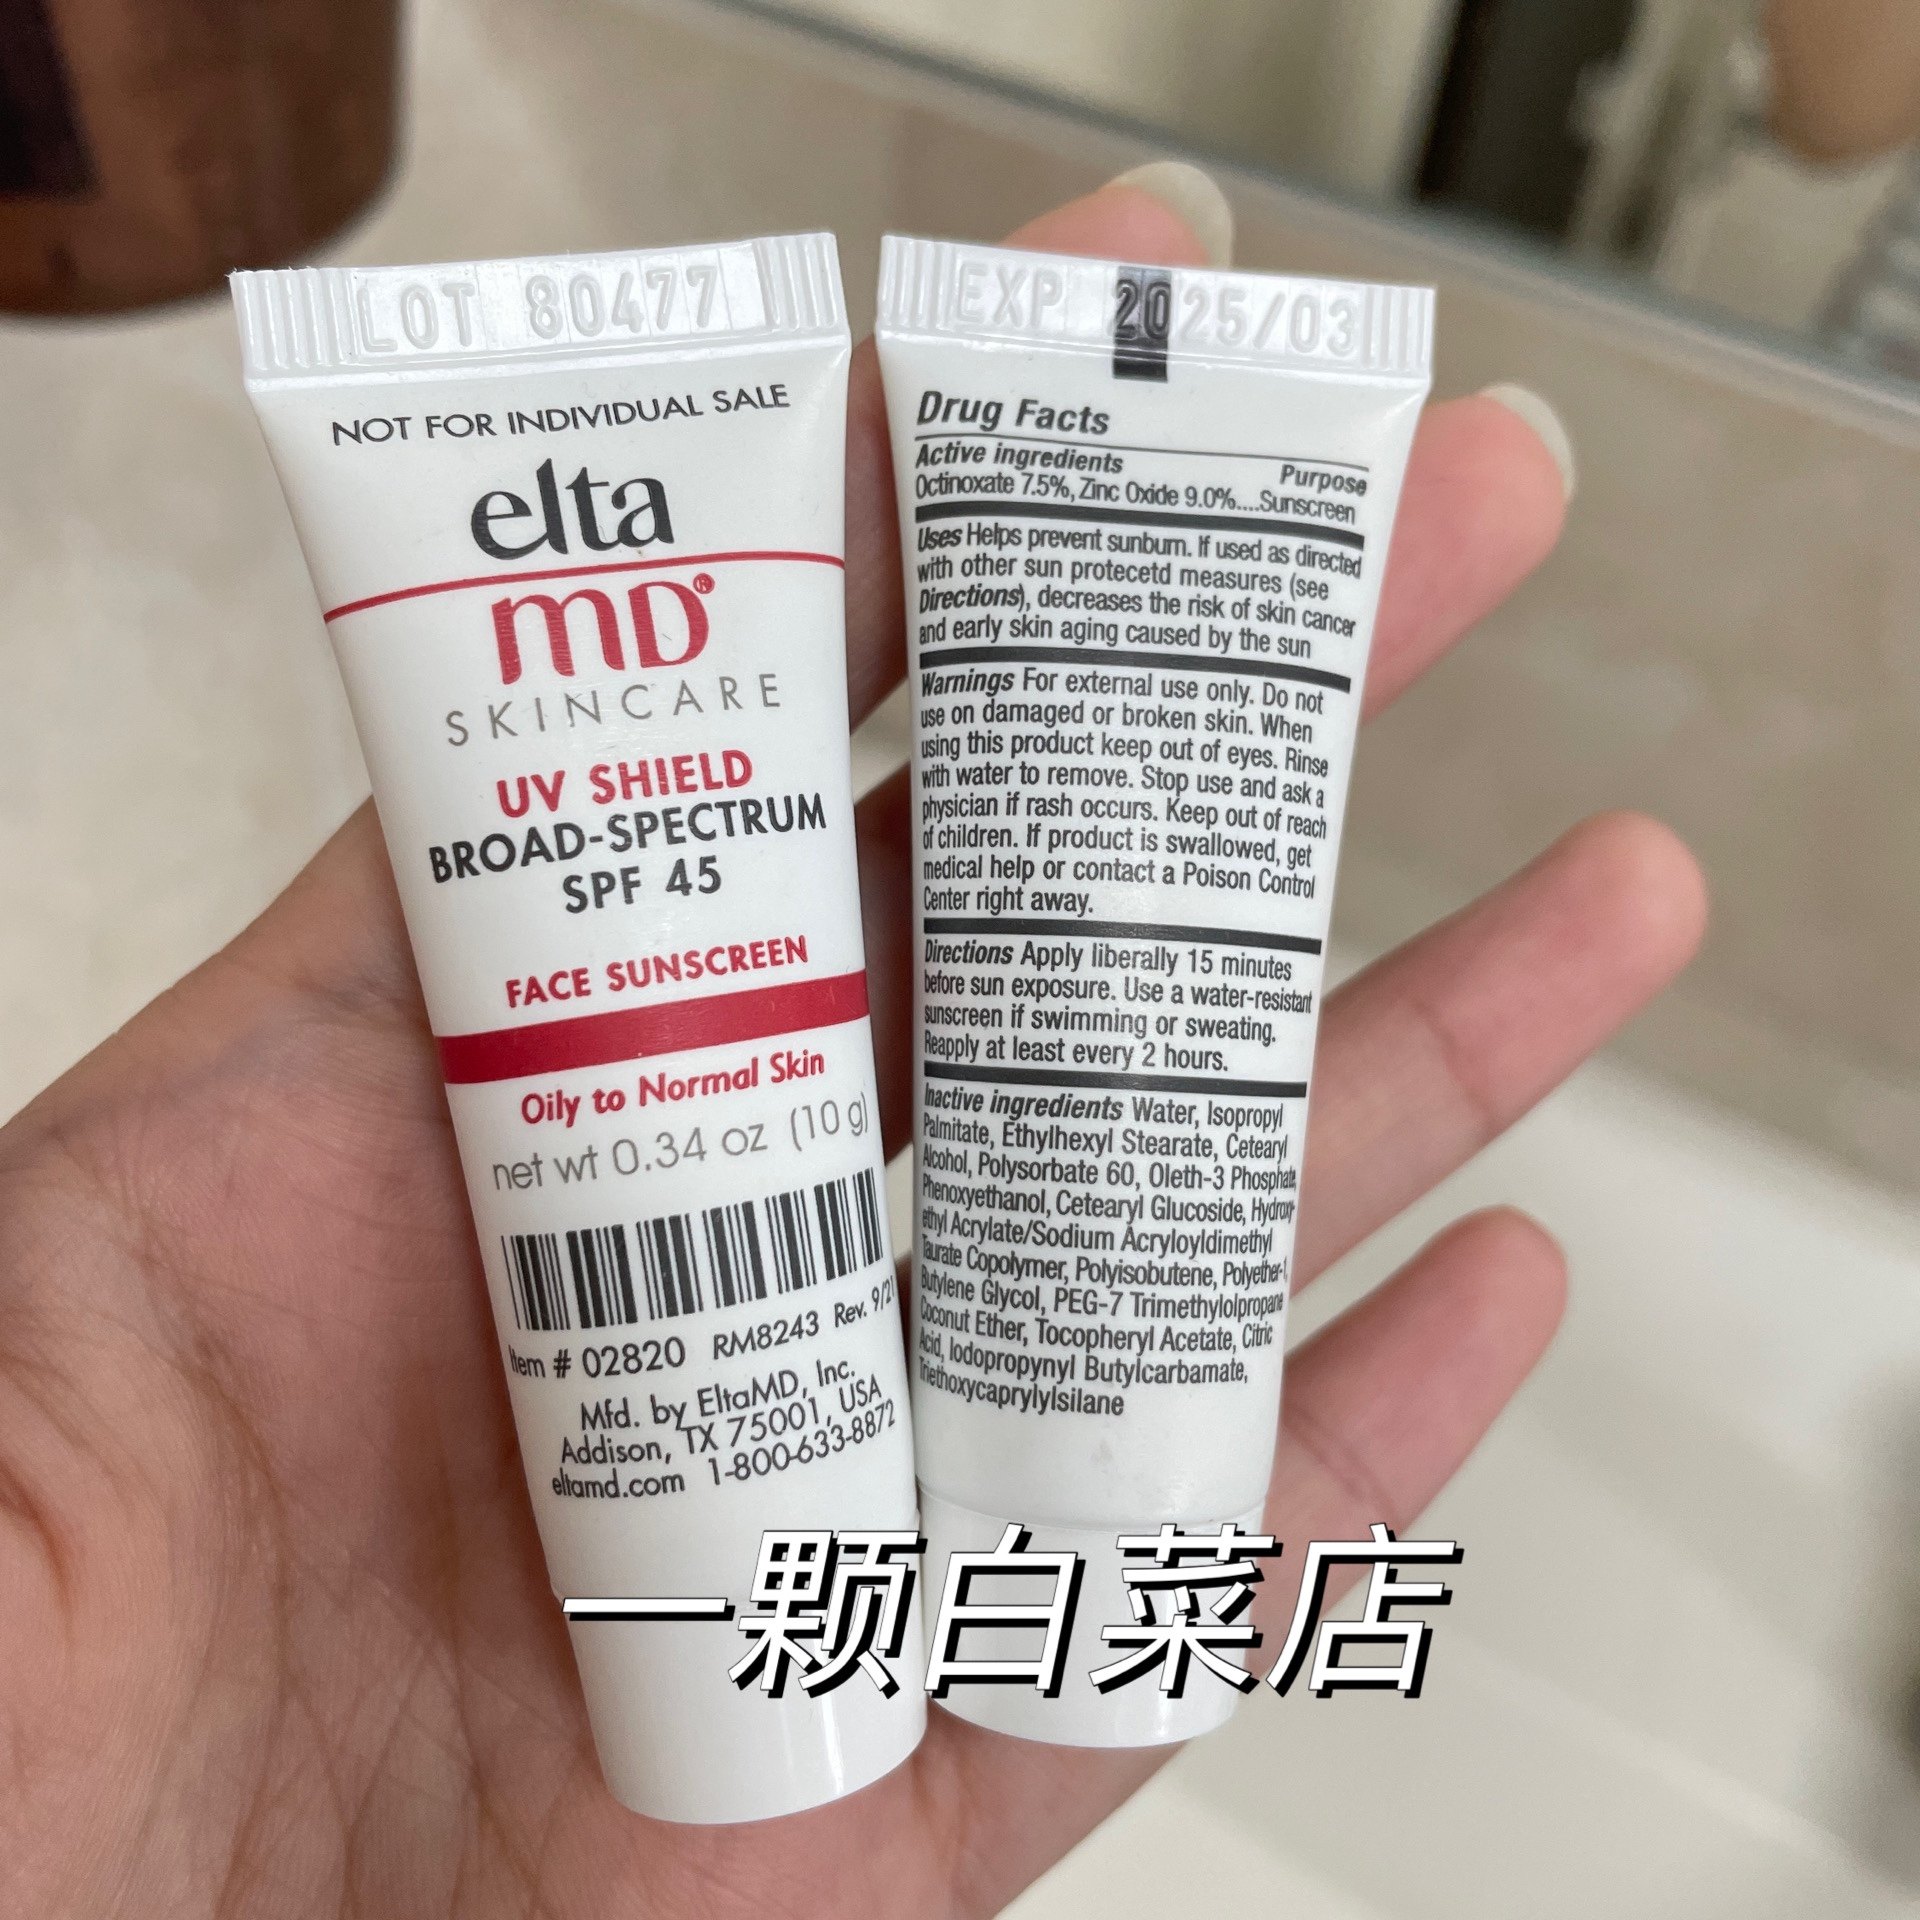 LOT 80477
NOT FOR INDIVIDUAL SALE
elta
MD®
SKINCARE
UV SHIELD
BROAD-SPECTRUM
SPF 45
FACE SUNSCREEN
Oily to Normal Skin
net wt 0.34 oz (10 g)
Item # 02820 RM8243 Rev. 9/21
Mfd. by EltaMD, Inc.
Addison, TX 75001, USA
eltamd.com 1-800-633-8872
EXP 2025/03
Drug Facts
Active ingredients Purpose
Octinoxate 7.5%, Zinc Oxide 9.0%....Sunscreen
Uses Helps prevent sunburn. If used as directed
with other sun protecetd measures (see
Directions), decreases the risk of skin cancer
and early skin aging caused by the sun
Warnings For external use only. Do not
use on damaged or broken skin. When
using this product keep out of eyes. Rinse
with water to remove. Stop use and ask a
physician if rash occurs. Keep out of reach
of children. If product is swallowed, get
medical help or contact a Poison Control
Center right away.
Directions Apply liberally 15 minutes
before sun exposure. Use a water-resistant
sunscreen if swimming or sweating.
Reapply at least every 2 hours.
Inactive ingredients Water, Isopropyl
Palmitate, Ethylhexyl Stearate, Cetearyl
Alcohol, Polysorbate 60, Oleth-3 Phosphate,
Phenoxyethanol, Cetearyl Glucoside, Hydroxy-
ethyl Acrylate/Sodium Acryloyldimethyl
Taurate Copolymer, Polyisobutene, Polyether-1,
Butylene Glycol, PEG-7 Trimethylolpropane
Coconut Ether, Tocopheryl Acetate, Citric
Acid, Iodopropynyl Butylcarbamate,
Triethoxycaprylylsilane
一颗白菜店